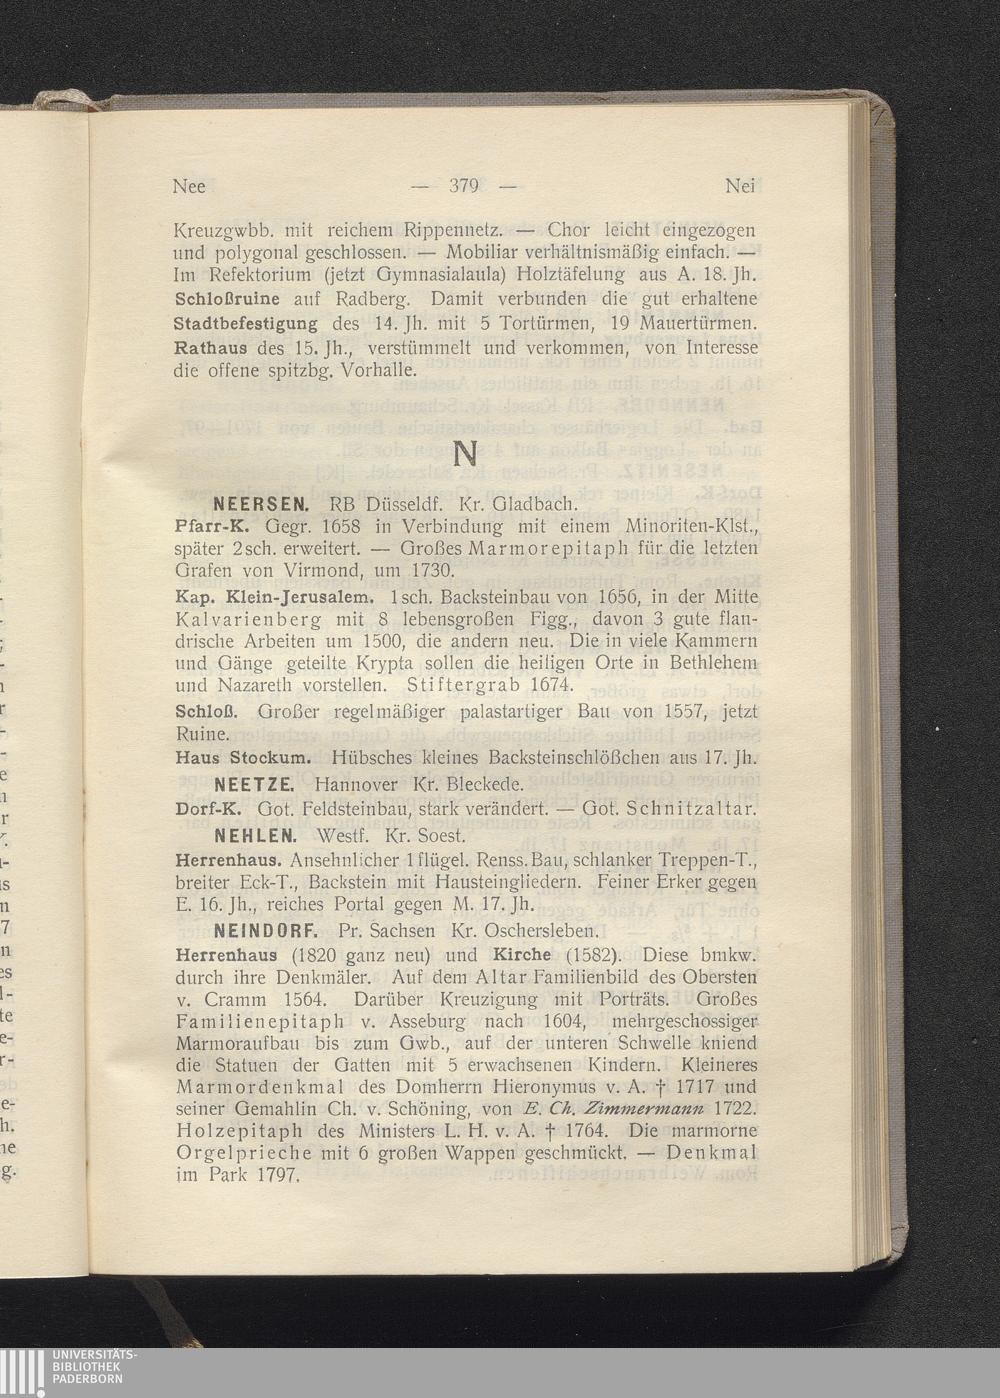 Nee — 379 — Nei
Kreuzgwbb. mit reichem Rippennetz. — Chor leicht eingezogen
und polygonal geschlossen. — Mobiliar verhältnismäßig einfach. —
Im Refektorium (jetzt Gymnasialaula) Holztäfelung aus A. 18. Jh.
Schloßruine auf Radberg. Damit verbunden die gut erhaltene
Stadtbefestigung des 14. Jh. mit 5 Tortürmen, 19 Mauertürmen.
Rathaus des 15. Jh., verstümmelt und verkommen, von Interesse
die offene spitzbg. Vorhalle.
N
NEERSEN. RB Düsseldf. Kr. Gladbach.
Pfarr-K. Gegr. 1658 in Verbindung mit einem Minoriten-Klst.,
später 2sch. erweitert. — Großes Marmorepitaph für die letzten
Grafen von Virmond, um 1730.
Kap. Klein-Jerusalem. 1sch. Backsteinbau von 1656, in der Mitte
Kalvarienberg mit 8 lebensgroßen Figg., davon 3 gute flan-
drische Arbeiten um 1500, die andern neu. Die in viele Kammern
und Gänge geteilte Krypta sollen die heiligen Orte in Bethlehem
und Nazareth vorstellen. Stiftergrab 1674.
Schloß. Großer regelmäßiger palastartiger Bau von 1557, jetzt
Ruine.
Haus Stockum. Hübsches kleines Backsteinschlößchen aus 17. Jh.
NEETZE. Hannover Kr. Bleckede.
Dorf-K. Got. Feldsteinbau, stark verändert. — Got. Schnitzaltar.
NEHLEN. Westf. Kr. Soest.
Herrenhaus. Ansehnlicher 1flügel. Renss.Bau, schlanker Treppen-T.,
breiter Eck-T., Backstein mit Hausteingliedern. Feiner Erker gegen
E. 16. Jh., reiches Portal gegen M. 17. Jh.
NEINDORF. Pr. Sachsen Kr. Oschersleben.
Herrenhaus (1820 ganz neu) und Kirche (1582). Diese bmkw.
durch ihre Denkmäler. Auf dem Altar Familienbild des Obersten
v. Cramm 1564. Darüber Kreuzigung mit Porträts. Großes
Familienepitaph v. Asseburg nach 1604, mehrgeschossiger
Marmoraufbau bis zum Gwb., auf der unteren Schwelle kniend
die Statuen der Gatten mit 5 erwachsenen Kindern. Kleineres
Marmordenkmal des Domherrn Hieronymus v. A. † 1717 und
seiner Gemahlin Ch. v. Schöning, von E. Ch. Zimmermann 1722.
Holzepitaph des Ministers L. H. v. A. † 1764. Die marmorne
Orgelprieche mit 6 großen Wappen geschmückt. — Denkmal
im Park 1797.
UNIVERSITÄTS-
BIBLIOTHEK
PADERBORN